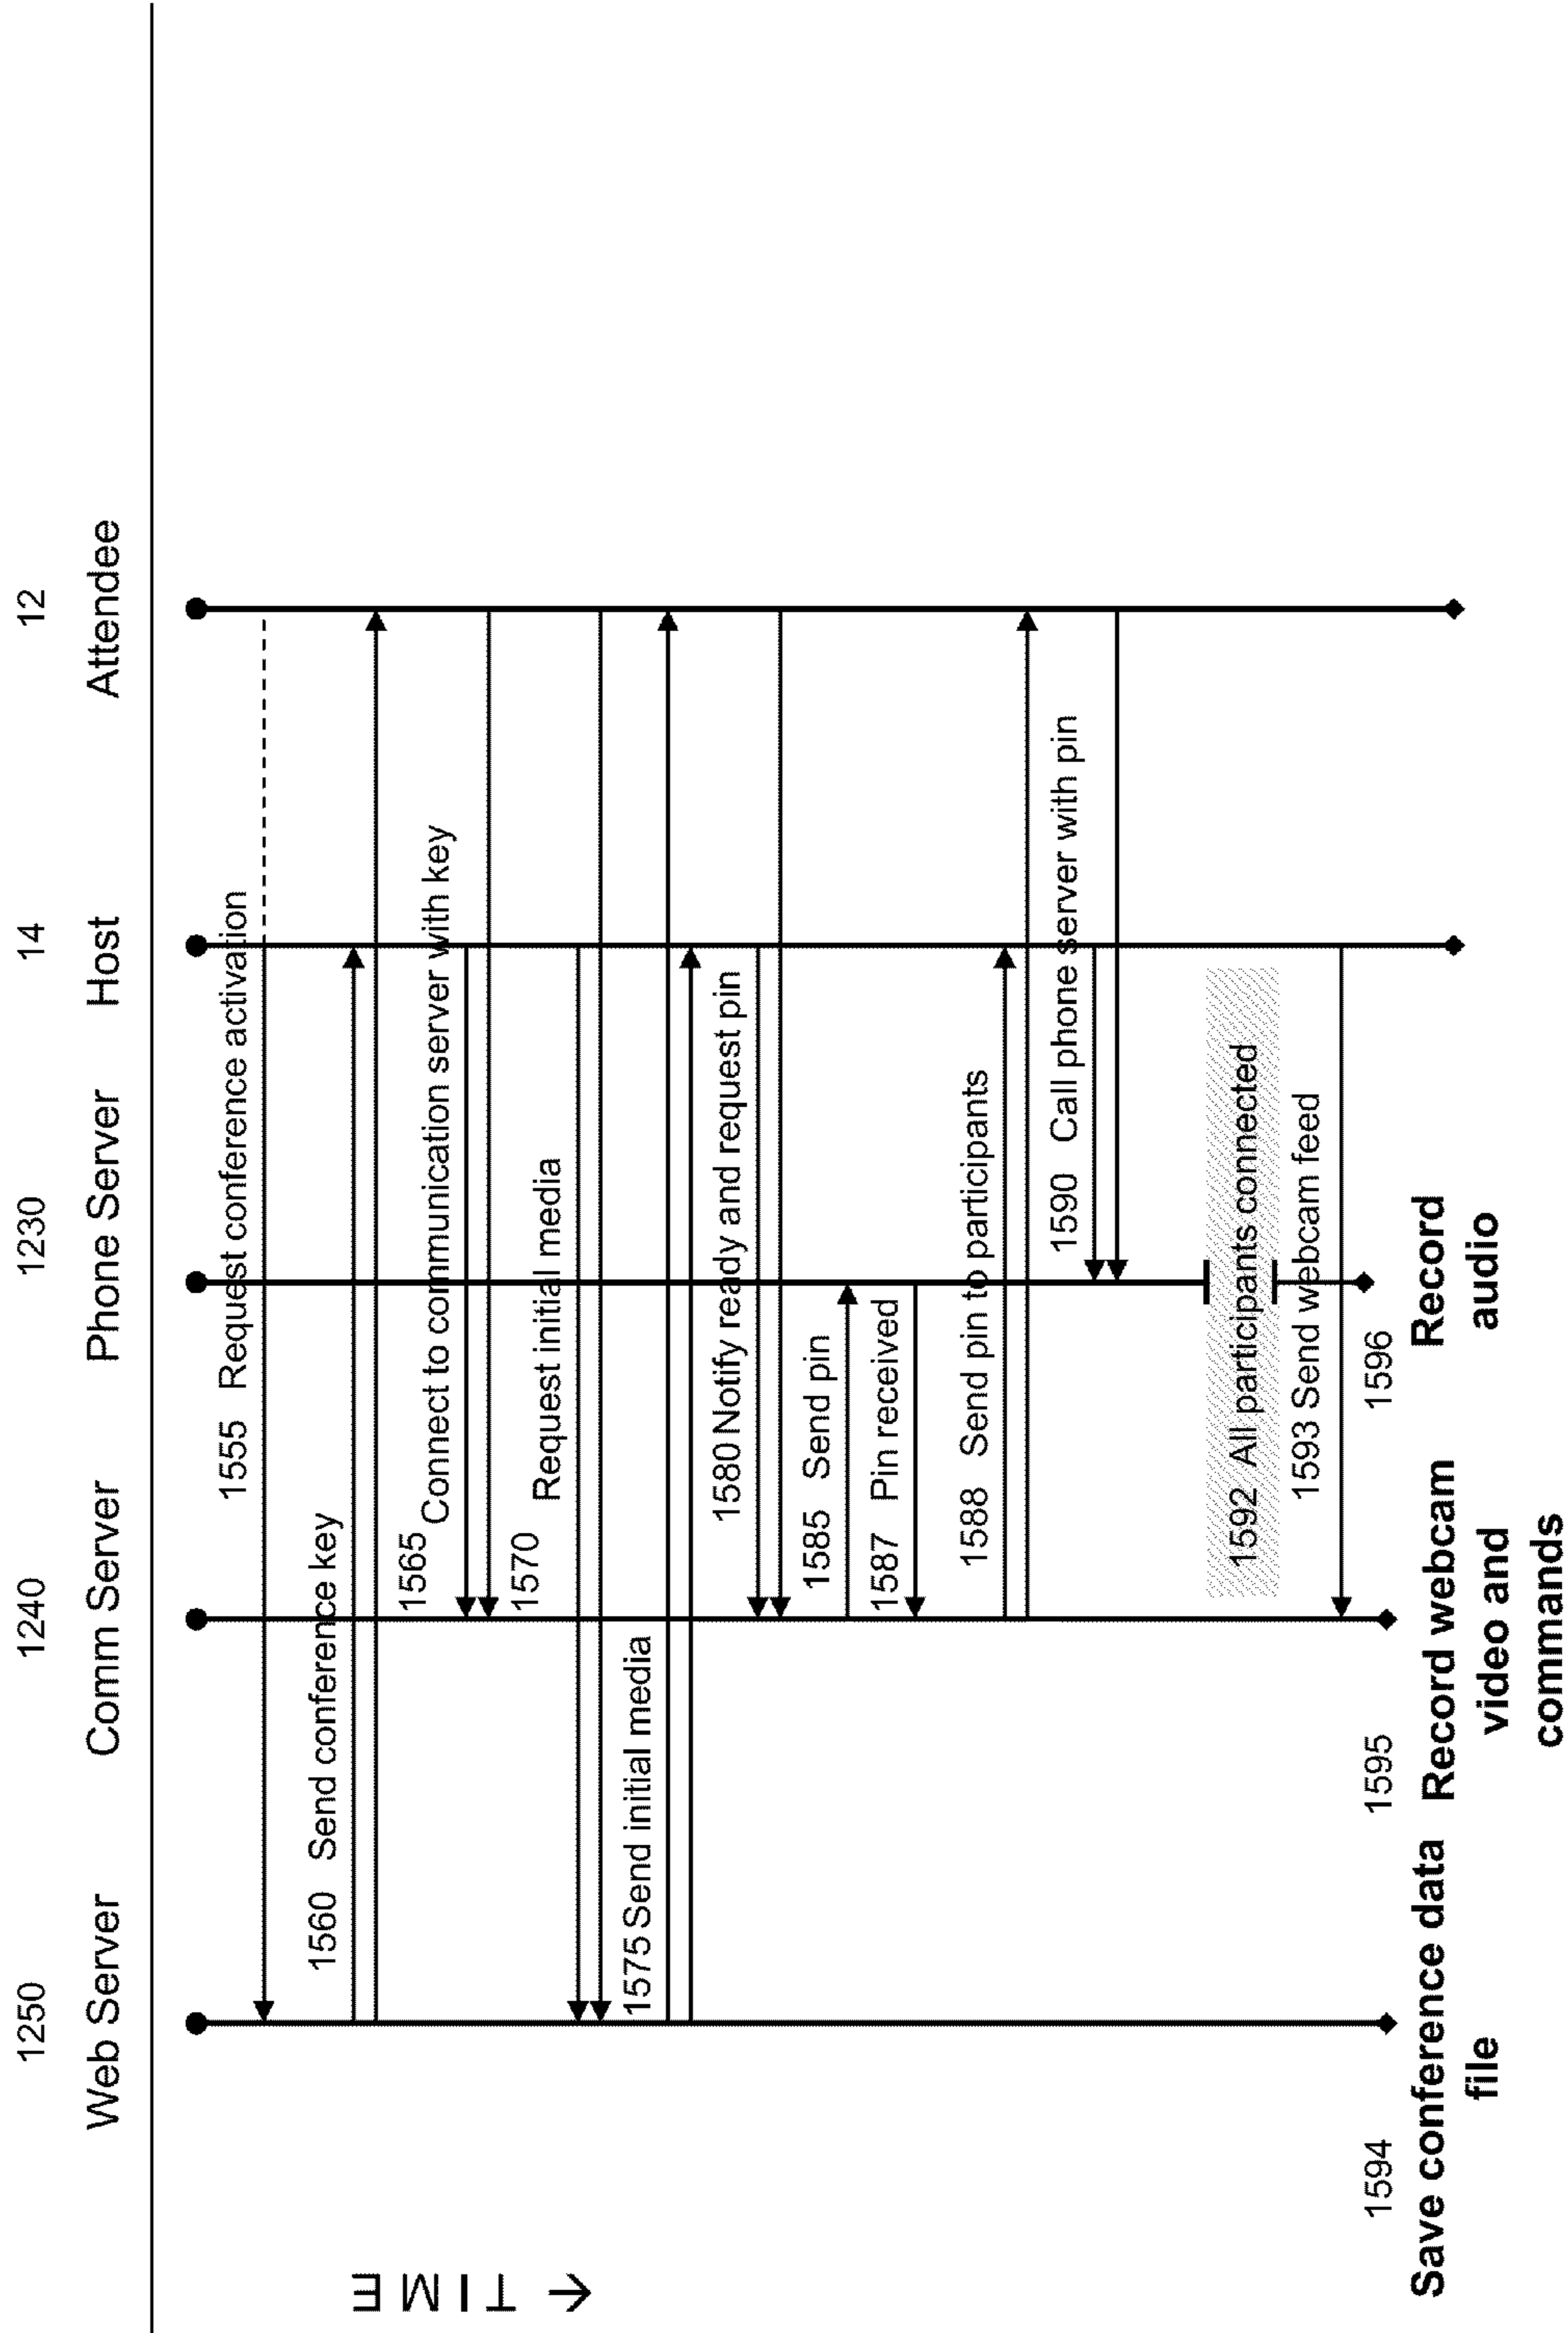 1250
1240
1230
14
12
Web Server
Comm Server
Phone Server
Host
Attendee
1555 Request conference activation
1560 Send conference key
1565
Connect to communication server with key
1570
Request initial media
1575 Send initial media
1580 Notify ready and request pin
1585 Send pin
1587 Pin received
1588 Send pin to participants
1590 Call phone server with pin
1592 All participants connected
1593 Send webcam feed
← TIME
1594
1595
1596
Save conference data
file
Record webcam
video and
commands
Record
audio